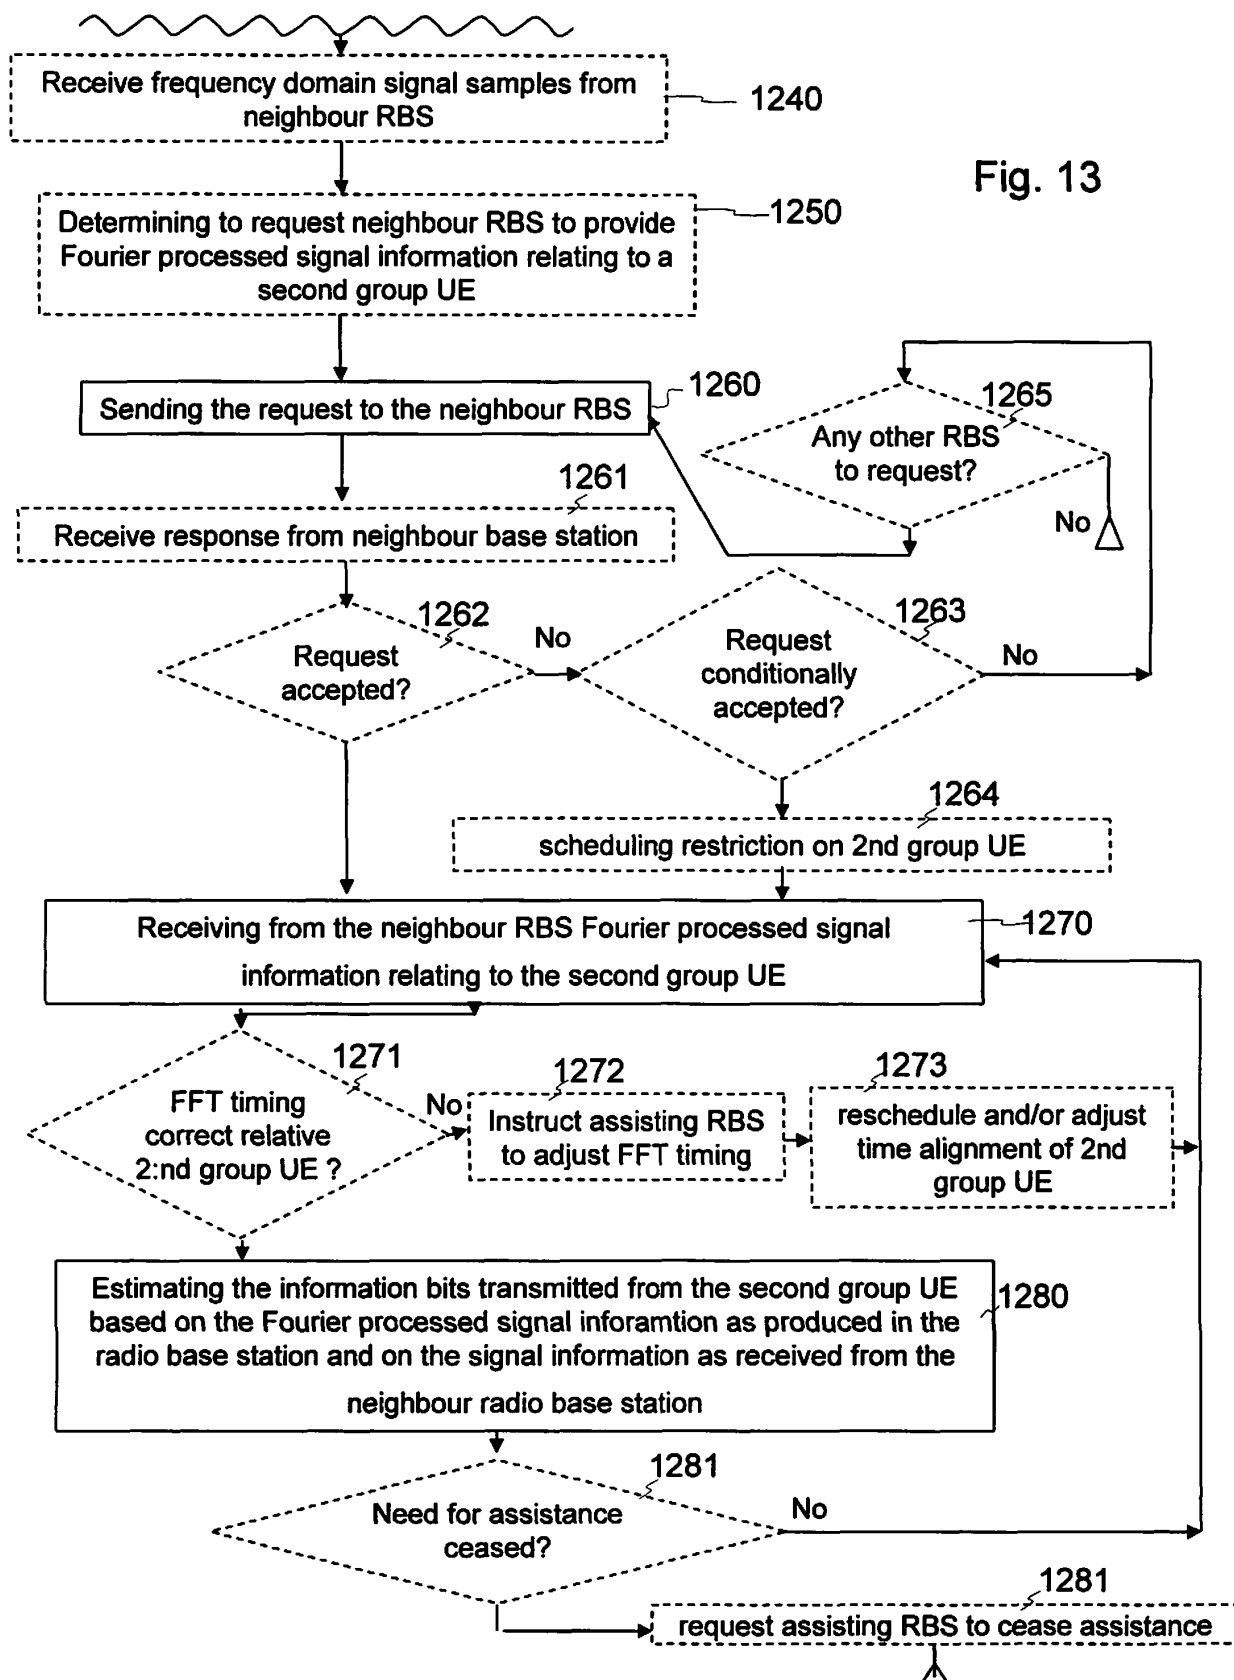 Receive frequency domain signal samples from
neighbour RBS
1240
Fig. 13
Determining to request neighbour RBS to provide
Fourier processed signal information relating to a
second group UE
1250
Sending the request to the neighbour RBS
1260
1265
Any other RBS
to request?
No
1261
Receive response from neighbour base station
1262
Request
accepted?
No
1263
Request
conditionally
accepted?
No
1264
scheduling restriction on 2nd group UE
Receiving from the neighbour RBS Fourier processed signal
information relating to the second group UE
1270
1271
FFT timing
correct relative
2:nd group UE ?
No
1272
Instruct assisting RBS
to adjust FFT timing
1273
reschedule and/or adjust
time alignment of 2nd
group UE
Estimating the information bits transmitted from the second group UE
based on the Fourier processed signal inforamtion as produced in the
radio base station and on the signal information as received from the
neighbour radio base station
1280
1281
Need for assistance
ceased?
No
1281
request assisting RBS to cease assistance